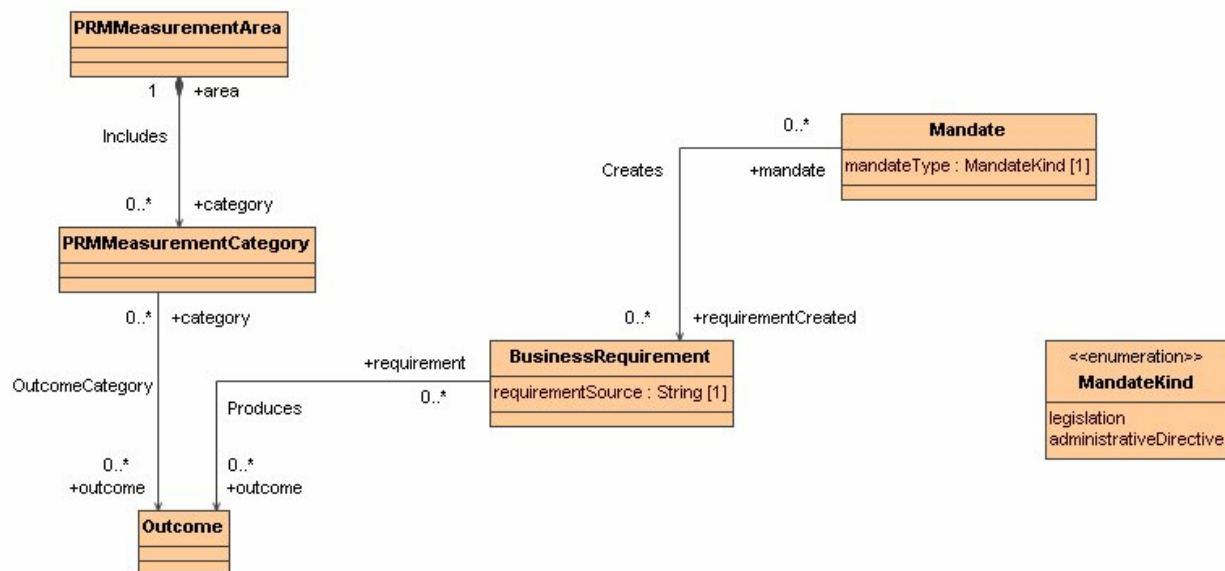 PRMMeasurementArea
1 +area
Includes
0..* +category
PRMMeasurementCategory
0..* +category
OutcomeCategory
0..*
+outcome
Outcome
0..*
Mandate
mandateType : MandateKind [1]
Creates
+mandate
0..* +requirementCreated
BusinessRequirement
requirementSource : String [1]
+requirement
0..*
Produces
0..*
+outcome
<<enumeration>>
MandateKind
legislation
administrativeDirective